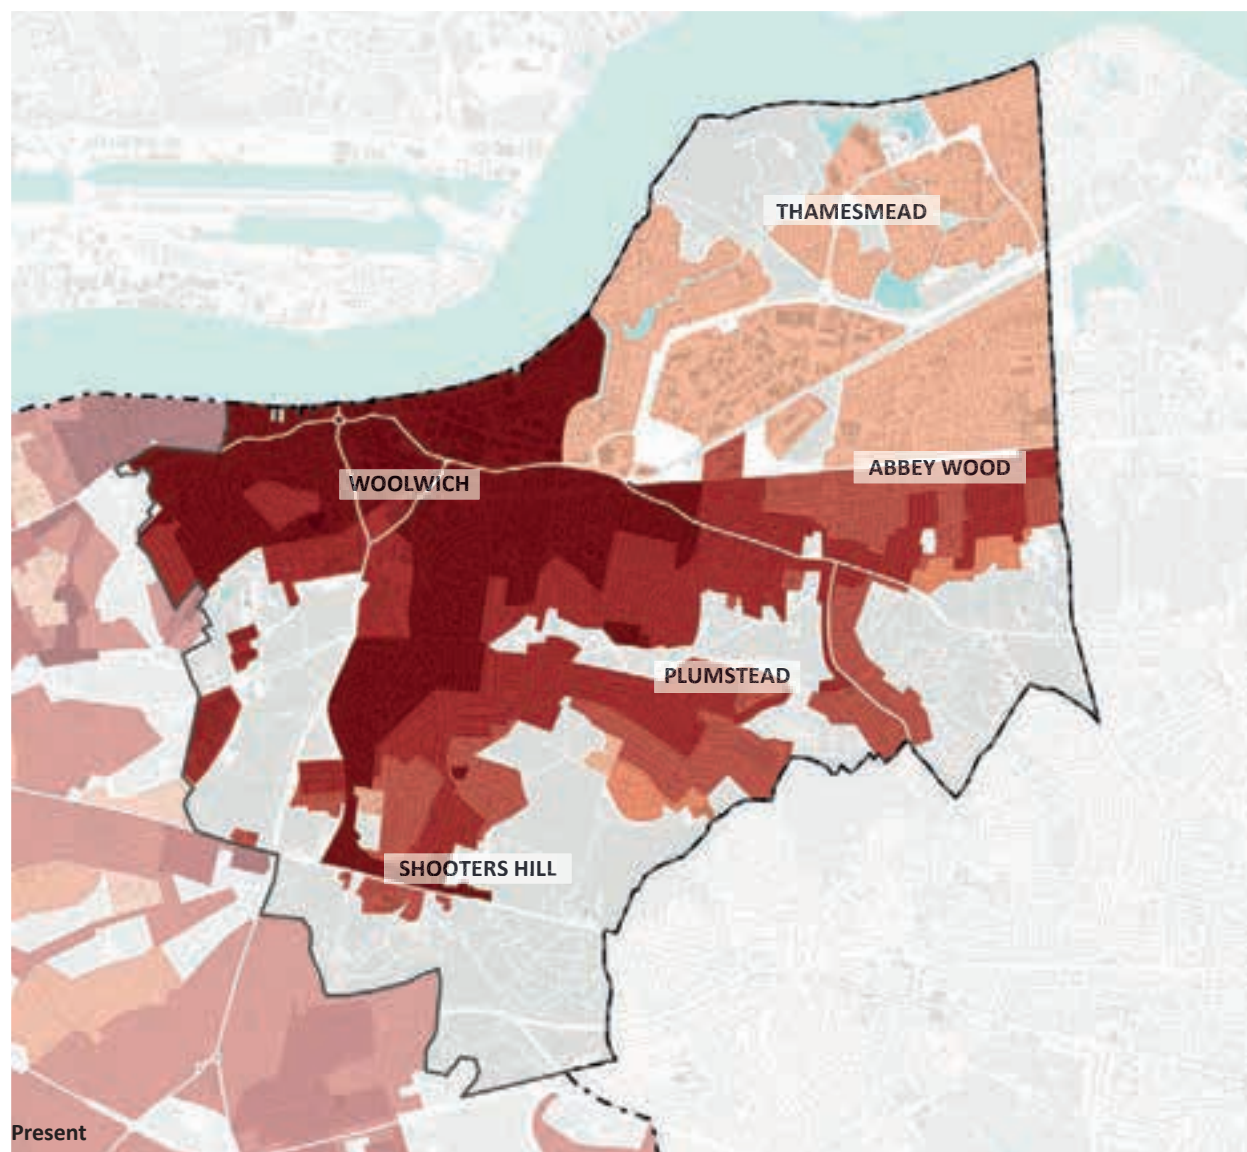 THAMESMEAD
ABBEY WOOD
WOOLWICH
PLUMSTEAD
SHOOTERS HILL
Present